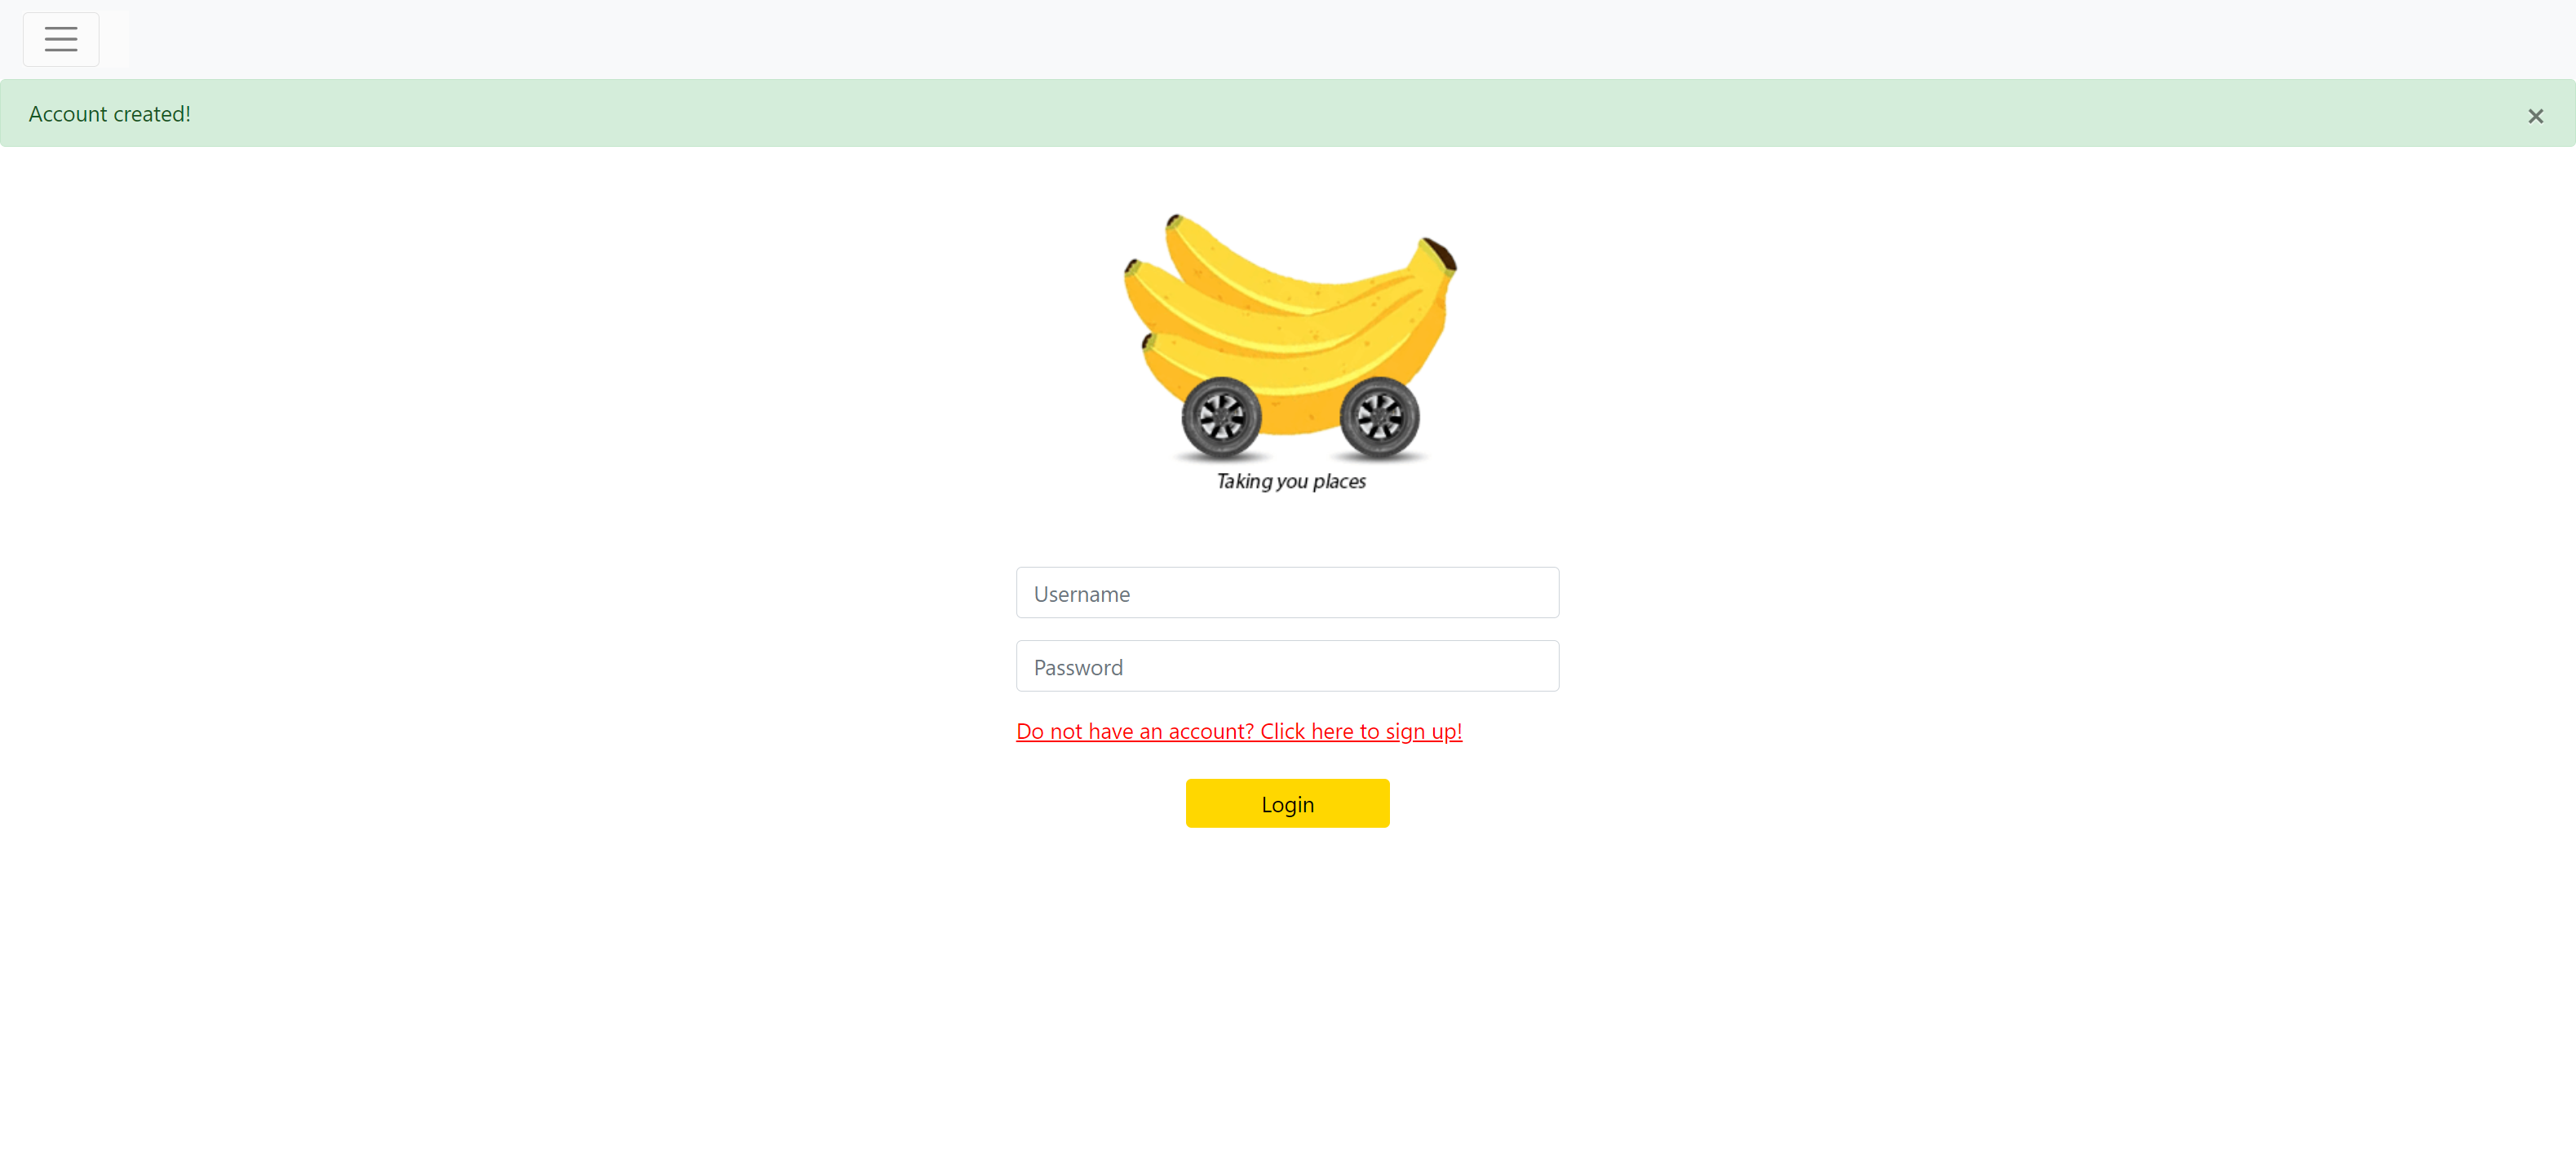 Account created!
×
Taking you places
Username
Password
Do not have an account? Click here to sign up!
Login